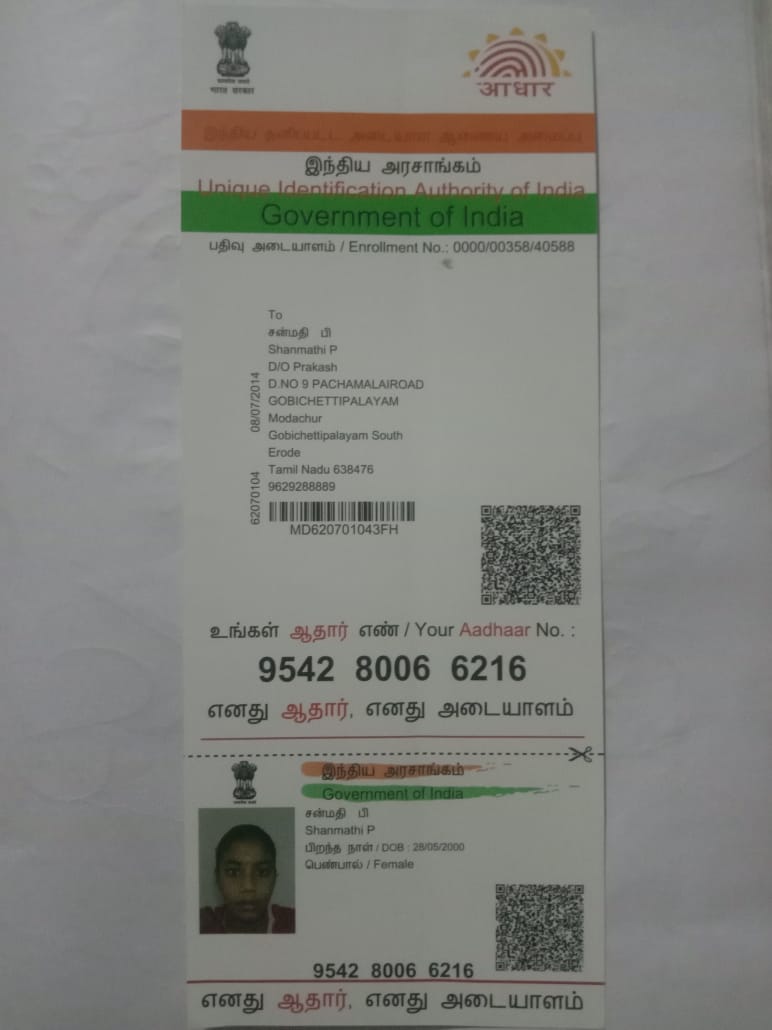 भारत सरकार
आधार
இந்திய தனிப்பட்ட அடையாள
இந்திய அரசாங்கம்
Unique Identification Authority of India
Government of India
பதிவு அடையாளம் / Enrollment No.: 0000/00358/40588
To
சன்மதி பி
Shanmathi P
D/O Prakash
D.NO 9 PACHAMALAIROAD
GOBICHETTIPALAYAM
Modachur
Gobichettipalayam South
Erode
Tamil Nadu 638476
9629288889
62070104 08/07/2014
MD620701043FH
உங்கள் ஆதார் எண் / Your Aadhaar No. :
9542 8006 6216
எனது ஆதார், எனது அடையாளம்
இந்திய அரசாங்கம்
Government of India
சன்மதி பி
Shanmathi P
பிறந்த நாள் / DOB : 28/05/2000
பெண்பால் / Female
9542 8006 6216
எனது ஆதார், எனது அடையாளம்